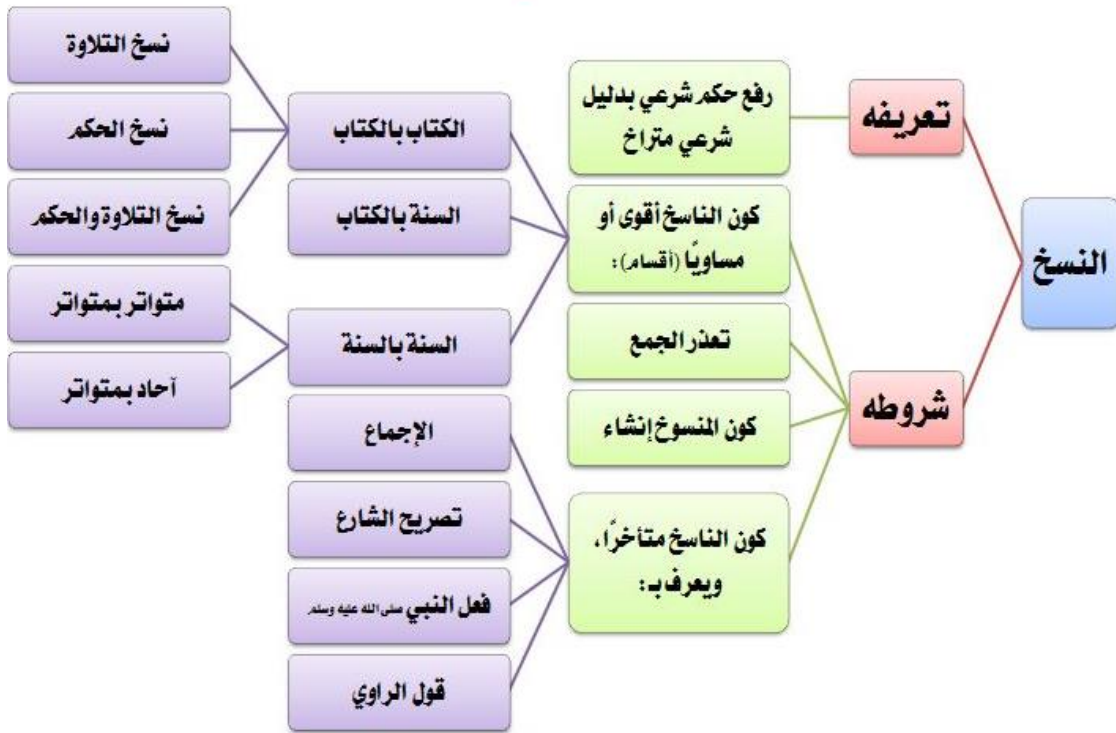 النسخ
تعريفه
رفع حكم شرعي بدليل
شرعي متراخ
شروطه
كون الناسخ أقوى أو
مساويًا (أقسام):
الكتاب بالكتاب
نسخ التلاوة
نسخ الحكم
نسخ التلاوة والحكم
السنة بالكتاب
السنة بالسنة
متواتر بمتواتر
آحاد بمتواتر
تعذر الجمع
كون المنسوخ إنشاء
كون الناسخ متأخرًا،
ويعرف بـ:
الإجماع
تصريح الشارع
فعل النبي صلى الله عليه وسلم
قول الراوي